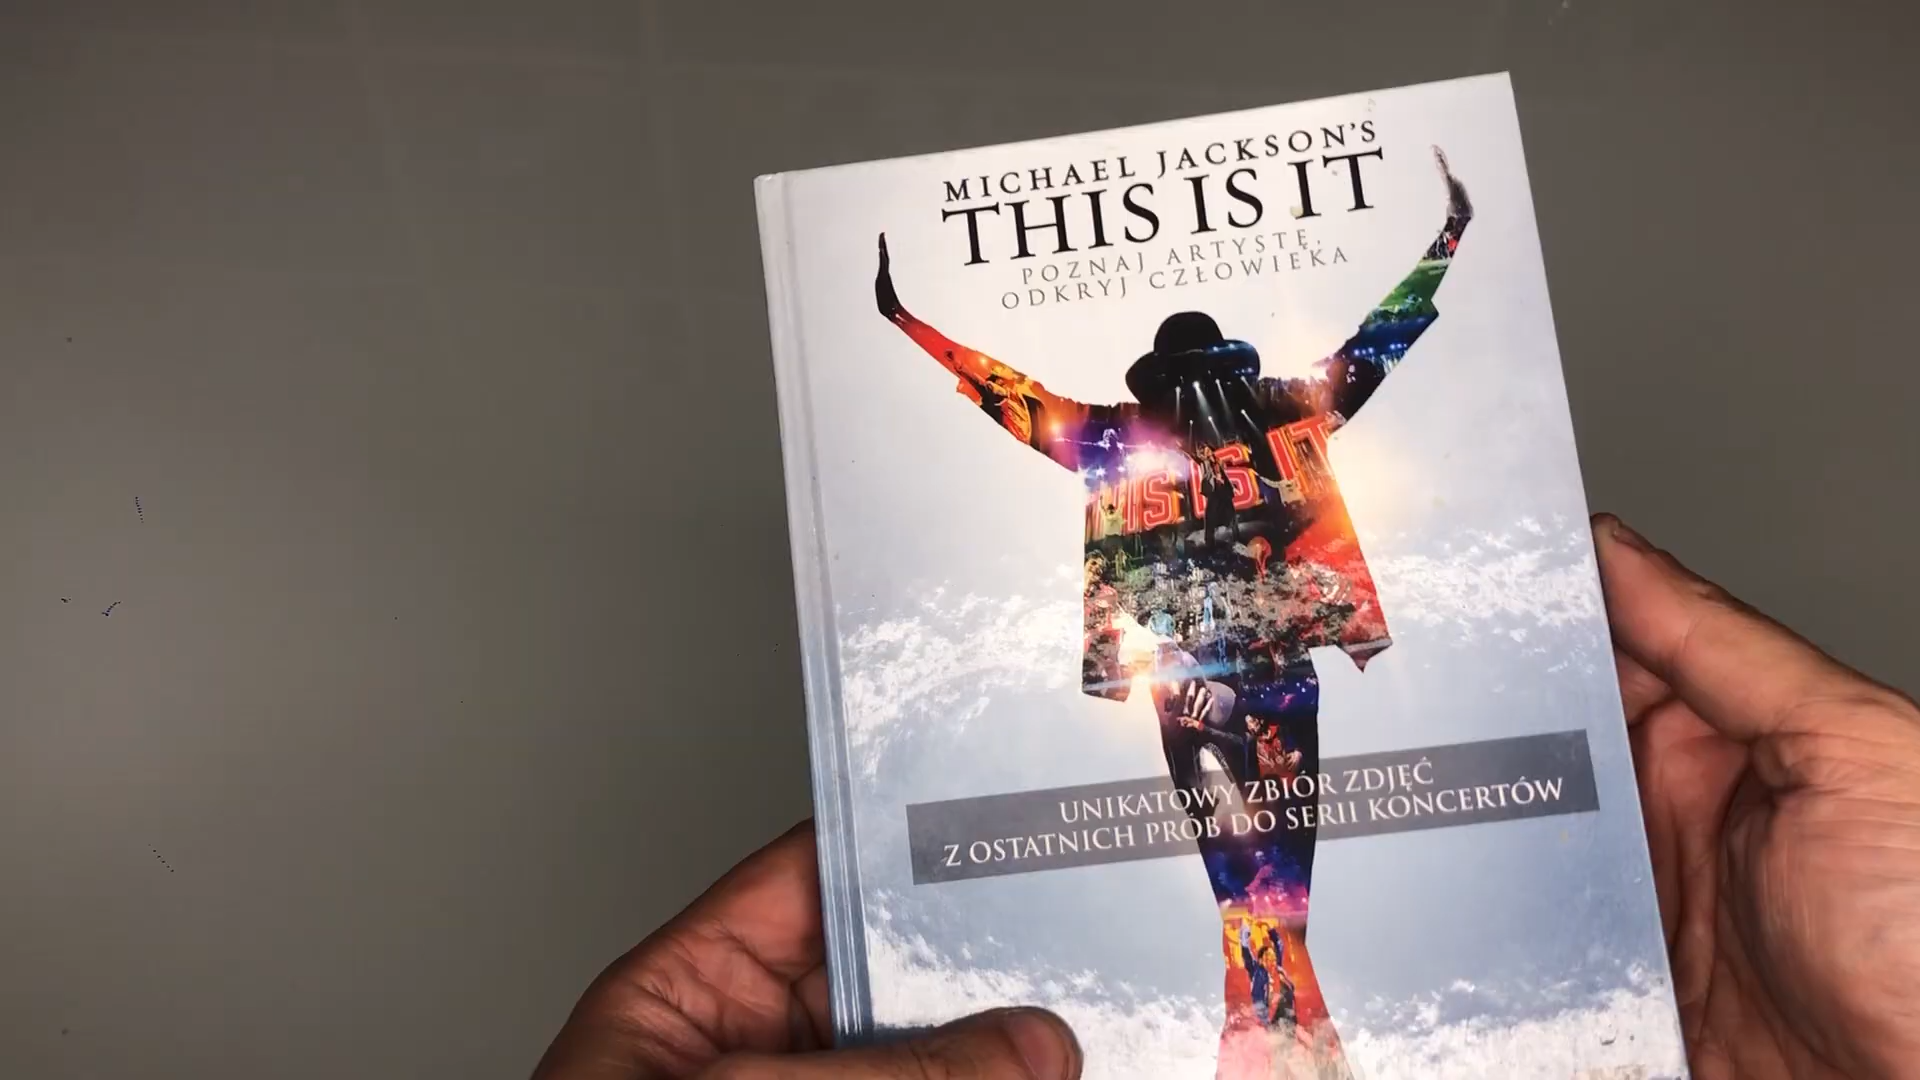 MICHAEL JACKSON'S
THIS IS IT
POZNAJ ARTYSTĘ,
ODKRYJ CZŁOWIEKA
THIS IS IT
UNIKATOWY ZBIÓR ZDJĘĆ
Z OSTATNICH PRÓB DO SERII KONCERTÓW